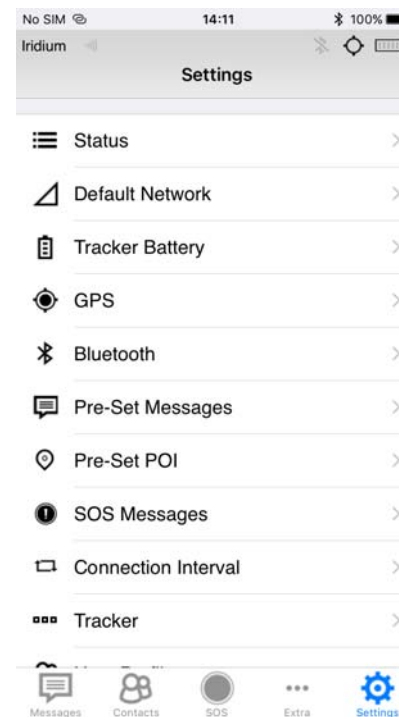 No SIM 14:11 100%
Iridium
Settings
Status
Default Network
Tracker Battery
GPS
Bluetooth
Pre-Set Messages
Pre-Set POI
SOS Messages
Connection Interval
Tracker
Messages Contacts SOS Extra Settings